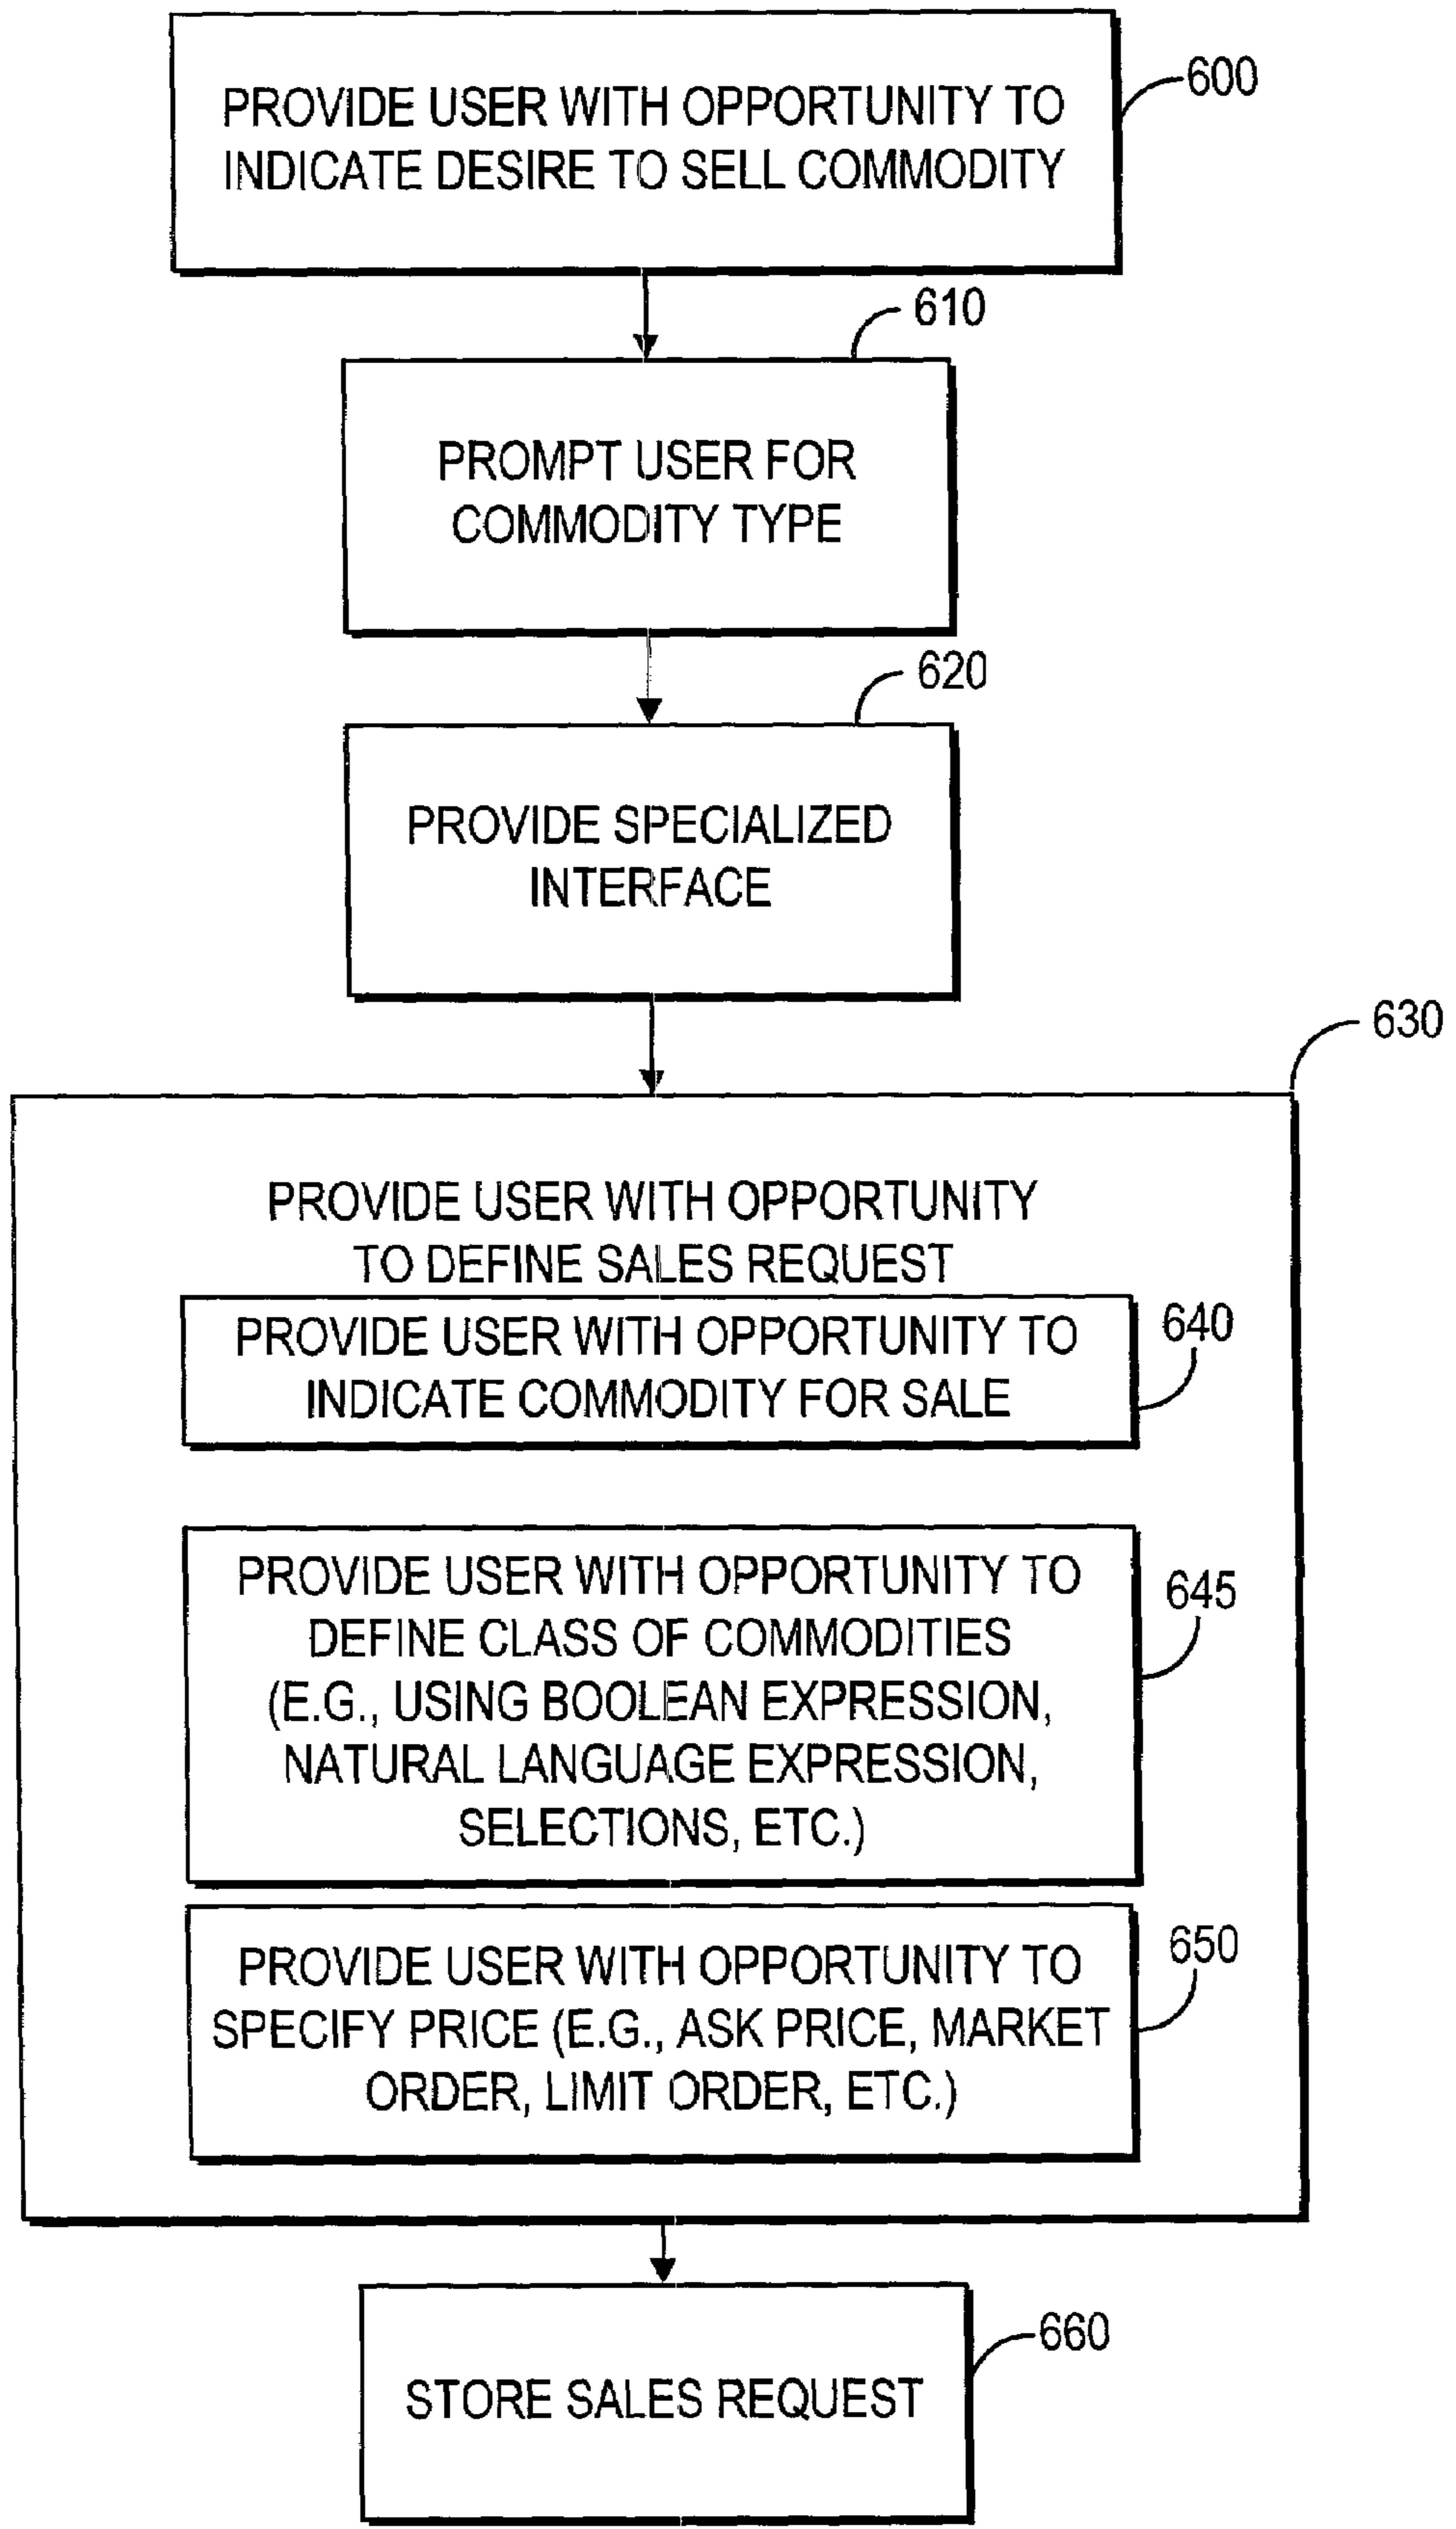 PROVIDE USER WITH OPPORTUNITY TO
INDICATE DESIRE TO SELL COMMODITY
600
610
PROMPT USER FOR
COMMODITY TYPE
620
PROVIDE SPECIALIZED
INTERFACE
630
PROVIDE USER WITH OPPORTUNITY
TO DEFINE SALES REQUEST
PROVIDE USER WITH OPPORTUNITY TO
INDICATE COMMODITY FOR SALE
640
PROVIDE USER WITH OPPORTUNITY TO
DEFINE CLASS OF COMMODITIES
(E.G., USING BOOLEAN EXPRESSION,
NATURAL LANGUAGE EXPRESSION,
SELECTIONS, ETC.)
645
PROVIDE USER WITH OPPORTUNITY TO
SPECIFY PRICE (E.G., ASK PRICE, MARKET
ORDER, LIMIT ORDER, ETC.)
650
STORE SALES REQUEST
660